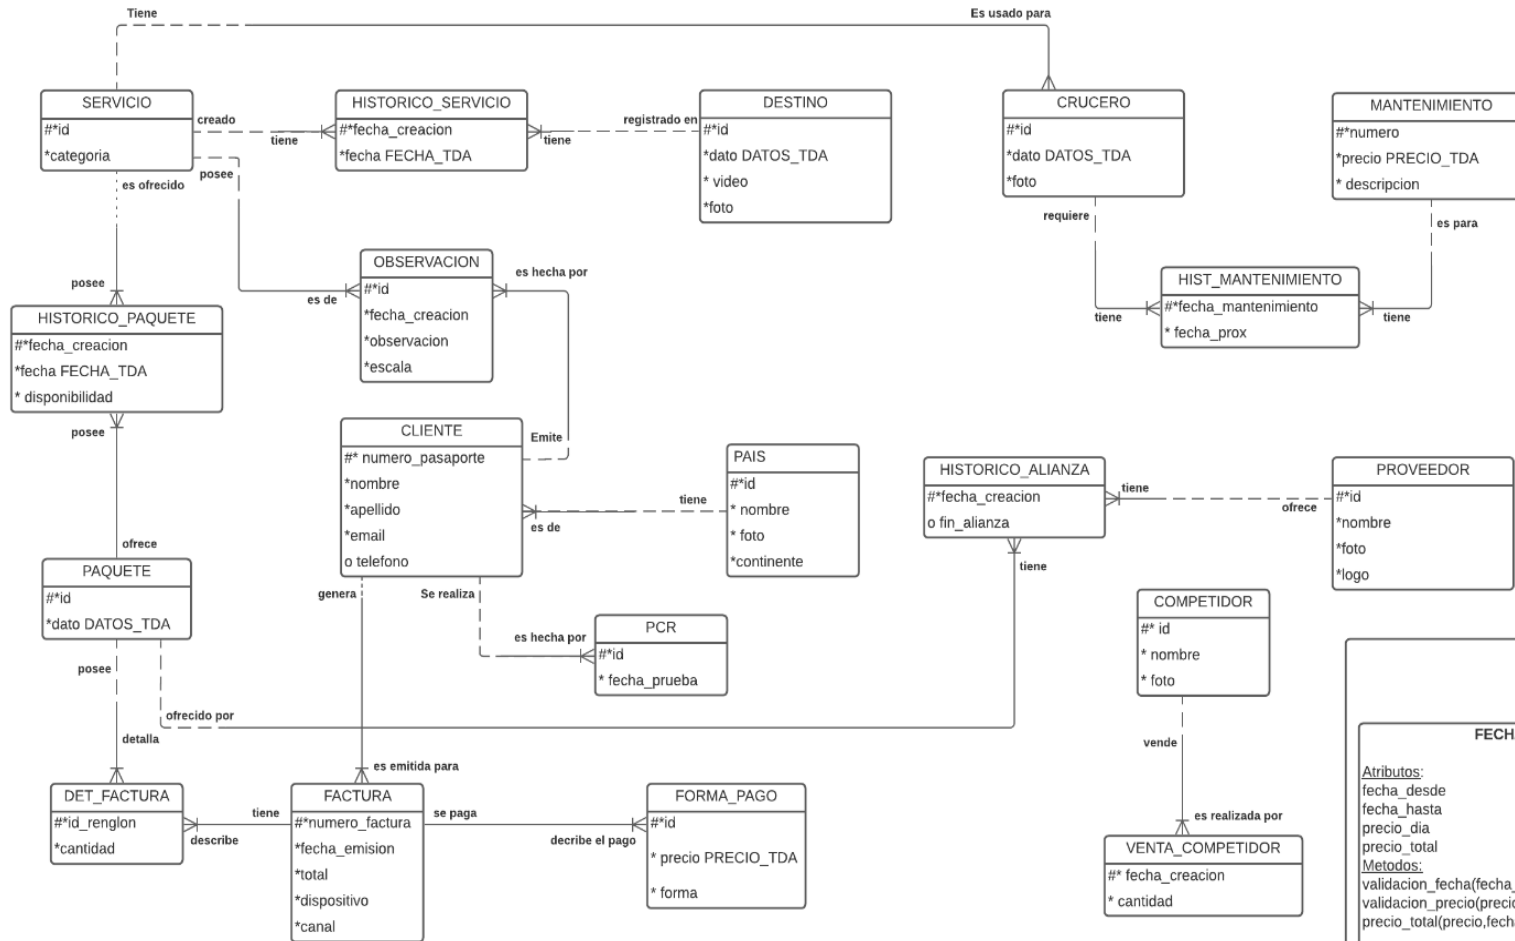 Tiene
Es usado para
SERVICIO
#*id
*categoria
creado
tiene
HISTORICO_SERVICIO
#*fecha_creacion
*fecha FECHA_TDA
registrado en
tiene
DESTINO
#*id
*dato DATOS_TDA
* video
*foto
CRUCERO
#*id
*dato DATOS_TDA
*foto
MANTENIMIENTO
#*numero
*precio PRECIO_TDA
* descripcion
es ofrecido
posee
requiere
es para
OBSERVACION
#*id
*fecha_creacion
*observacion
*escala
es hecha por
es de
posee
HIST_MANTENIMIENTO
#*fecha_mantenimiento
* fecha_prox
tiene
tiene
HISTORICO_PAQUETE
#*fecha_creacion
*fecha FECHA_TDA
* disponibilidad
posee
CLIENTE
#* numero_pasaporte
*nombre
*apellido
*email
o telefono
Emite
PAIS
#*id
* nombre
* foto
*continente
tiene
es de
HISTORICO_ALIANZA
#*fecha_creacion
o fin_alianza
tiene
ofrece
tiene
PROVEEDOR
#*id
*nombre
*foto
*logo
ofrece
PAQUETE
#*id
*dato DATOS_TDA
genera
Se realiza
es hecha por
PCR
#*id
* fecha_prueba
COMPETIDOR
#* id
* nombre
* foto
posee
ofrecido por
detalla
es emitida para
vende
es realizada por
DET_FACTURA
#*id_renglon
*cantidad
tiene
describe
FACTURA
#*numero_factura
*fecha_emision
*total
*dispositivo
*canal
se paga
decribe el pago
FORMA_PAGO
#*id
* precio PRECIO_TDA
* forma
VENTA_COMPETIDOR
#* fecha_creacion
* cantidad
FECH
Atributos:
fecha_desde
fecha_hasta
precio_dia
precio_total
Metodos:
validacion_fecha(fecha_
validacion_precio(preci
precio_total(precio,fech